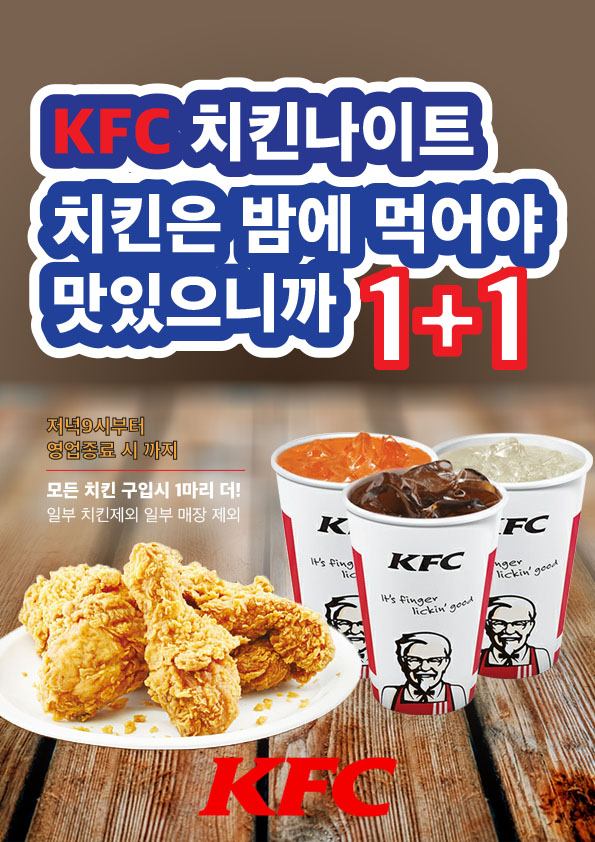 KFC 치킨나이트
치킨은 밤에 먹어야
맛있으니까 1+1
저녁9시부터
영업종료 시 까지
모든 치킨 구입시 1마리 더!
일부 치킨제외 일부 매장 제외
KFC
It's finger
lickin' good
KFC
It's finger
lickin' good
KFC
It's finger
lickin' good
KFC